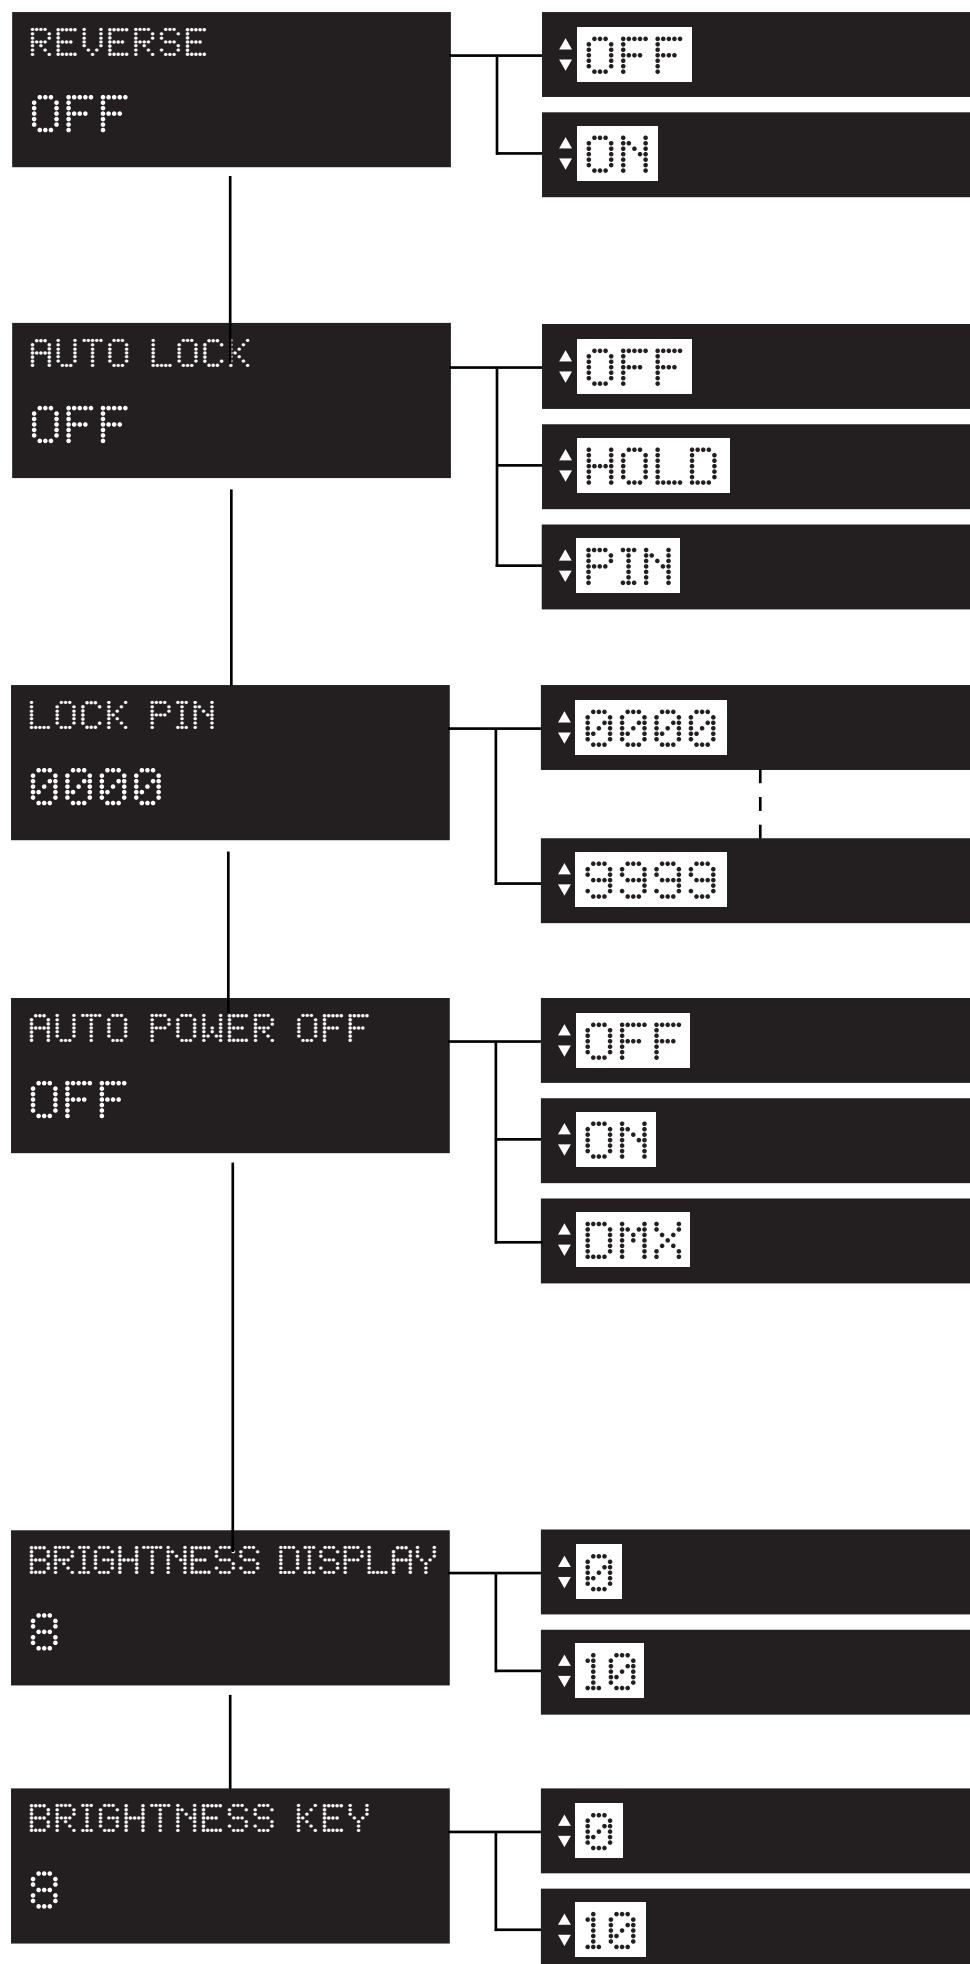 REVERSE
OFF
OFF
ON
AUTO LOCK
OFF
OFF
HOLD
PIN
LOCK PIN
0000
0000
9999
AUTO POWER OFF
OFF
OFF
ON
DMX
BRIGHTNESS DISPLAY
8
0
10
BRIGHTNESS KEY
8
0
10